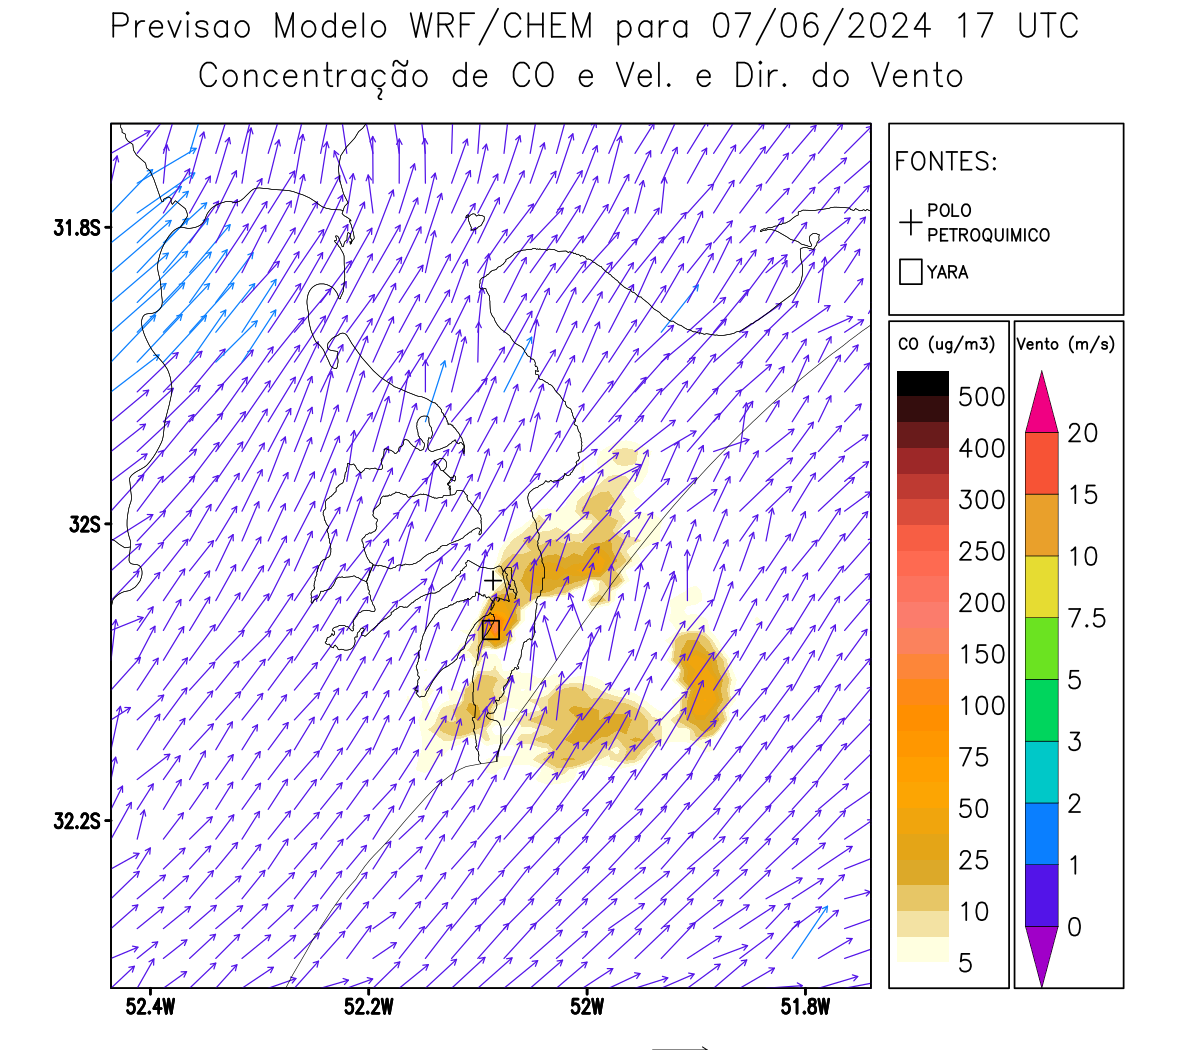 Previsao Modelo WRF/CHEM para 07/06/2024 17 UTC
Concentração de CO e Vel. e Dir. do Vento
FONTES:
POLO
PETROQUIMICO
YARA
CO (ug/m3)
500
400
300
250
200
150
100
75
50
25
10
5
Vento (m/s)
20
15
10
7.5
5
3
2
1
0
31.8S
32S
32.2S
52.4W 52.2W 52W 51.8W